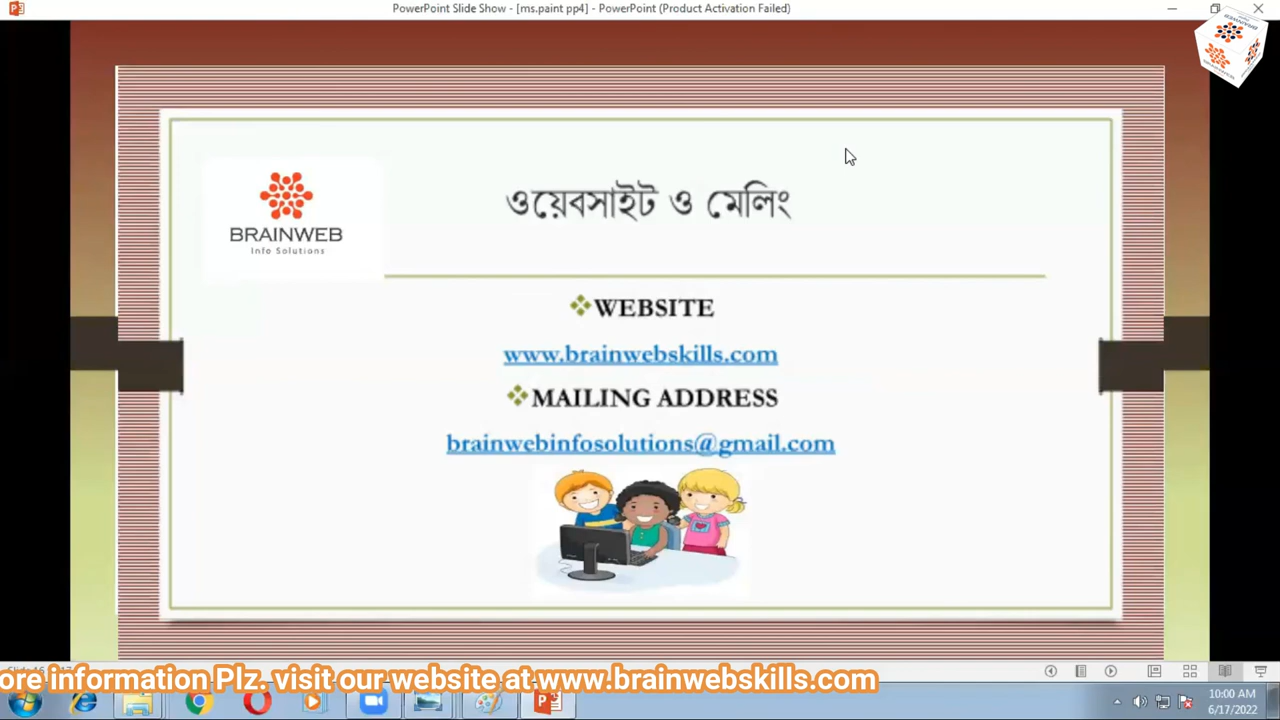 PowerPoint Slide Show - [ms.paint pp4] - PowerPoint (Product Activation Failed)
BRAINWEB
Info Solutions
ওয়েবসাইট ও মেলিং
WEBSITE
www.brainwebskills.com
MAILING ADDRESS
brainwebinfosolutions@gmail.com
ore information Plz. visit our website at www.brainwebskills.com
10:00 AM
6/17/2022